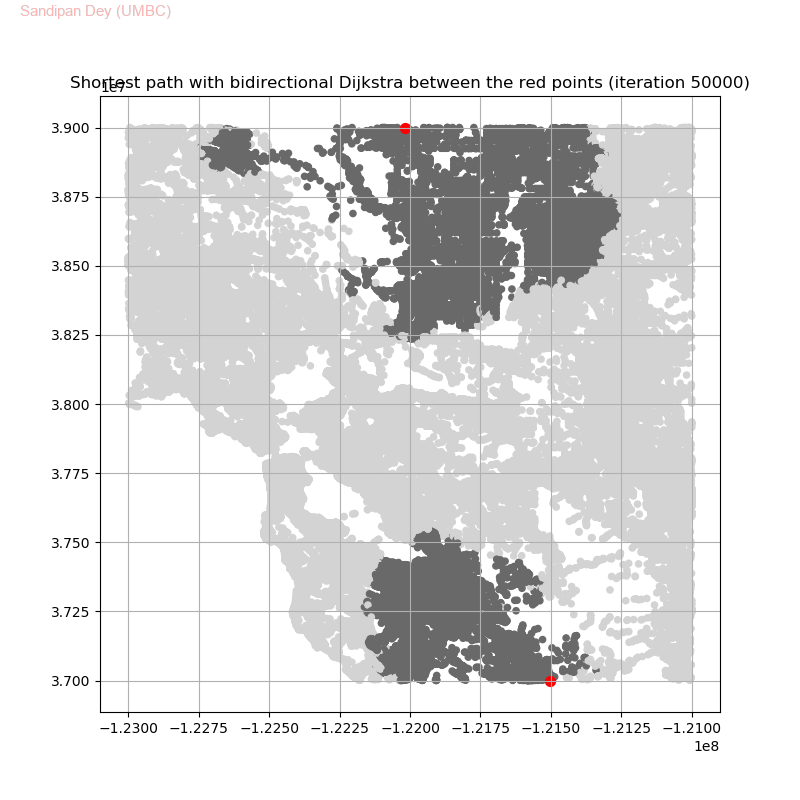 Sandipan Dey (UMBC)
Shortest path with bidirectional Dijkstra between the red points (iteration 50000)
1e7
3.900
3.875
3.850
3.825
3.800
3.775
3.750
3.725
3.700
−1.2300 −1.2275 −1.2250 −1.2225 −1.2200 −1.2175 −1.2150 −1.2125 −1.2100
1e8